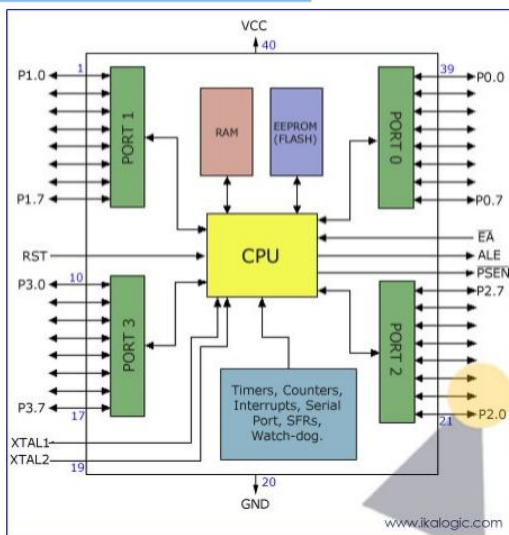 VCC
40
1
39
P1.0
P0.0
PORT 1
RAM
EEPROM
(FLASH)
PORT 0
P1.7
P0.7
EA
RST
CPU
ALE
PSEN
P3.0
10
P2.7
PORT 3
PORT 2
Timers, Counters,
Interrupts, Serial
Port, SFRs,
Watch-dog.
P3.7
17
P2.0
21
XTAL1
XTAL2
19
20
GND
www.ikalogic.com